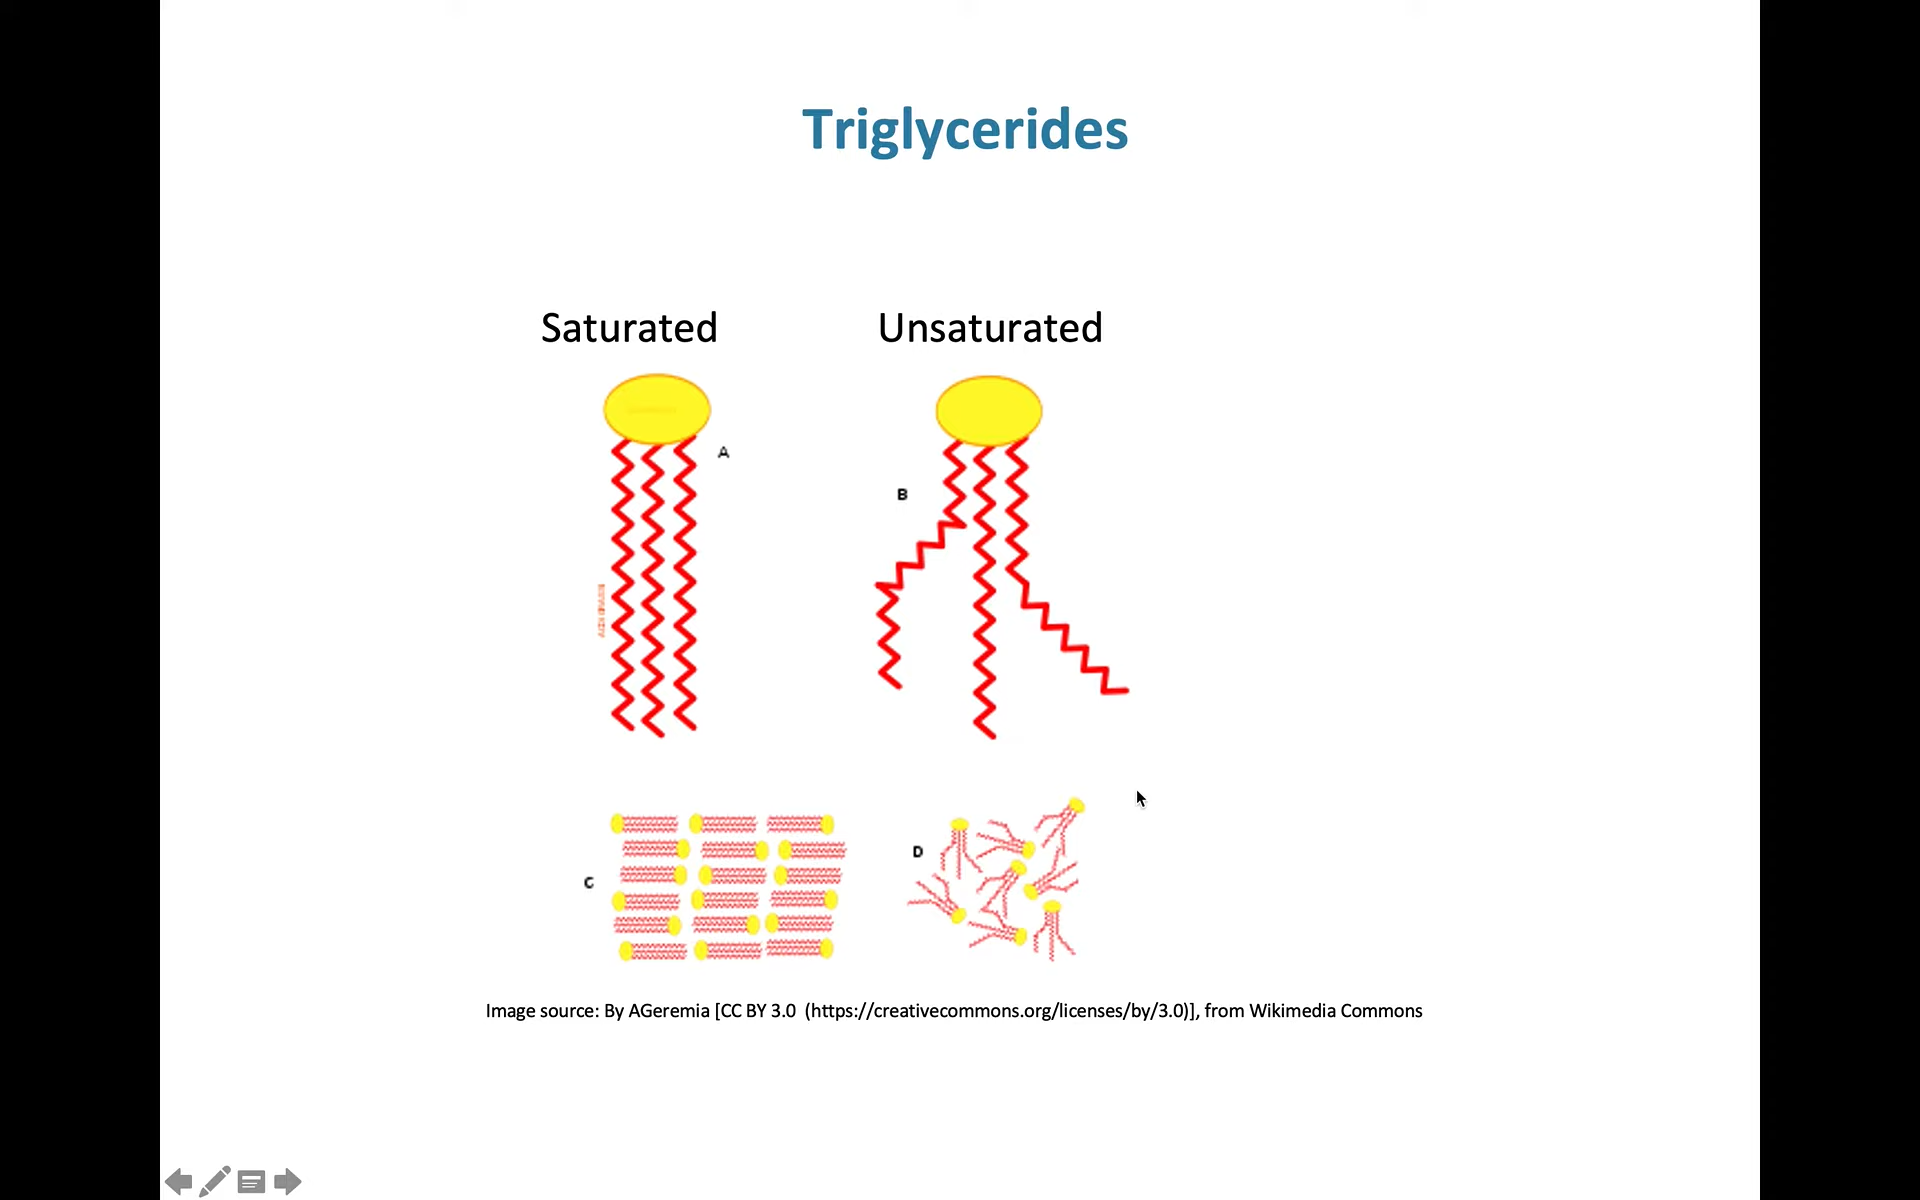 Triglycerides
Saturated
Unsaturated
A
B
C
D
Image source: By AGeremia [CC BY 3.0 (https://creativecommons.org/licenses/by/3.0)], from Wikimedia Commons